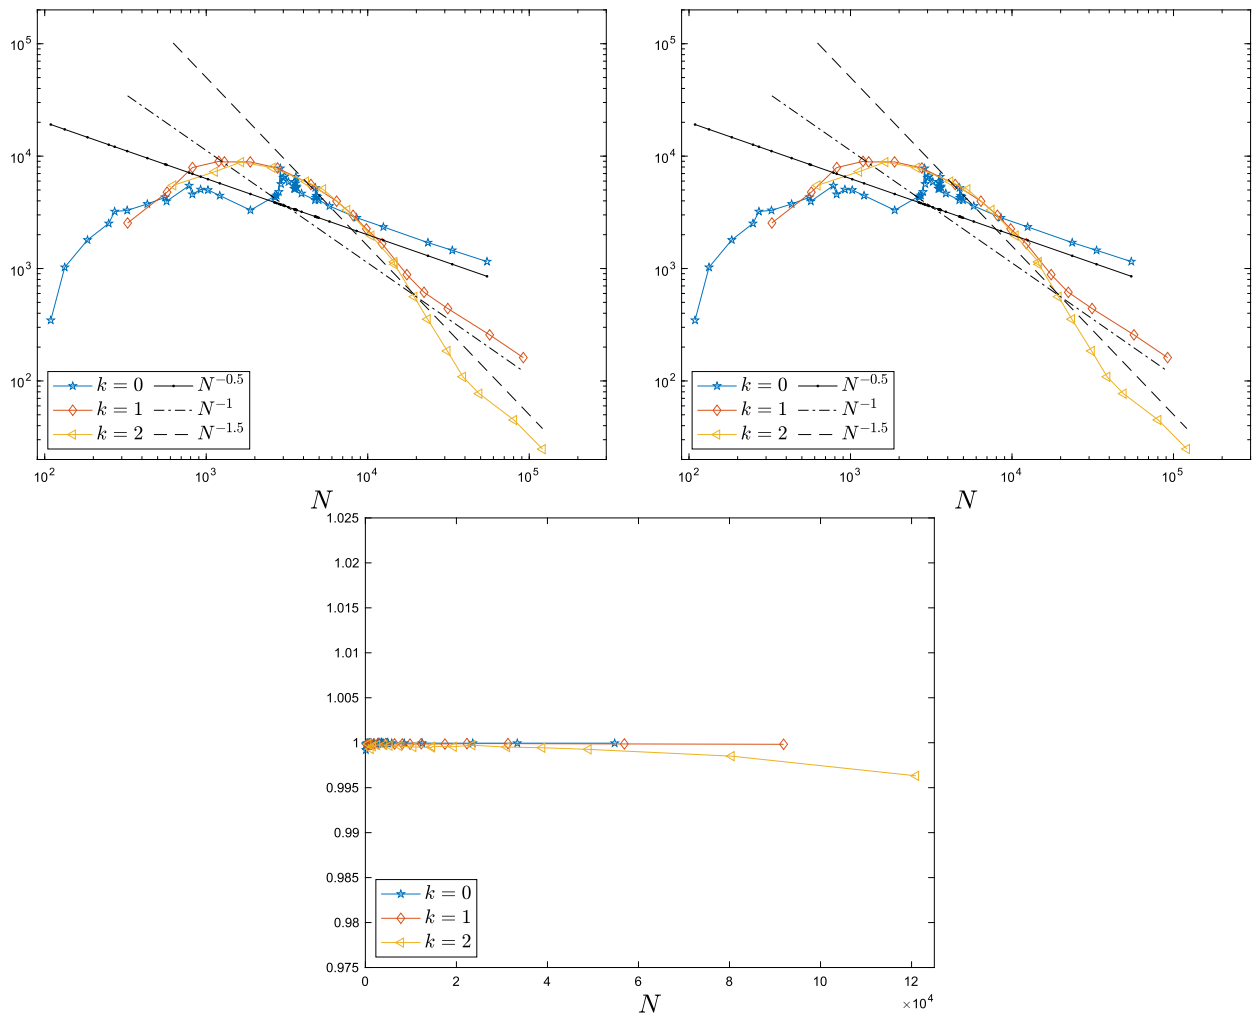 10^5
10^4
10^3
10^2
k = 0 N^{-0.5}
k = 1 N^{-1}
k = 2 N^{-1.5}
10^2 10^3 10^4 10^5
N
10^5
10^4
10^3
10^2
k = 0 N^{-0.5}
k = 1 N^{-1}
k = 2 N^{-1.5}
10^2 10^3 10^4 10^5
N
1.025
1.02
1.015
1.01
1.005
1
0.995
0.99
0.985
0.98
0.975
k = 0
k = 1
k = 2
0 2 4 6 8 10 12
×10^4
N